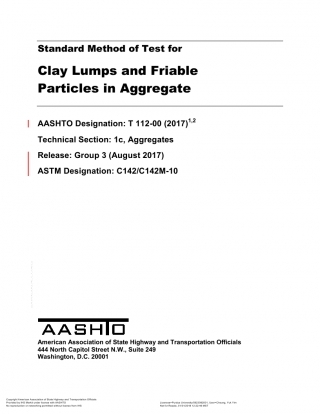 Standard Method of Test for
Clay Lumps and Friable
Particles in Aggregate
AASHTO Designation: T 112-00 (2017)1,2
Technical Section: 1c, Aggregates
Release: Group 3 (August 2017)
ASTM Designation: C142/C142M-10
AASHTO
American Association of State Highway and Transportation Officials
444 North Capitol Street N.W., Suite 249
Washington, D.C. 20001